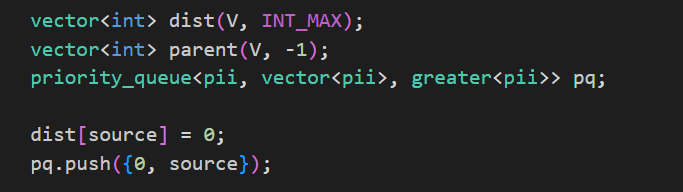 vector<int> dist(V, INT_MAX);
vector<int> parent(V, -1);
priority_queue<pii, vector<pii>, greater<pii>> pq;
dist[source] = 0;
pq.push({0, source});